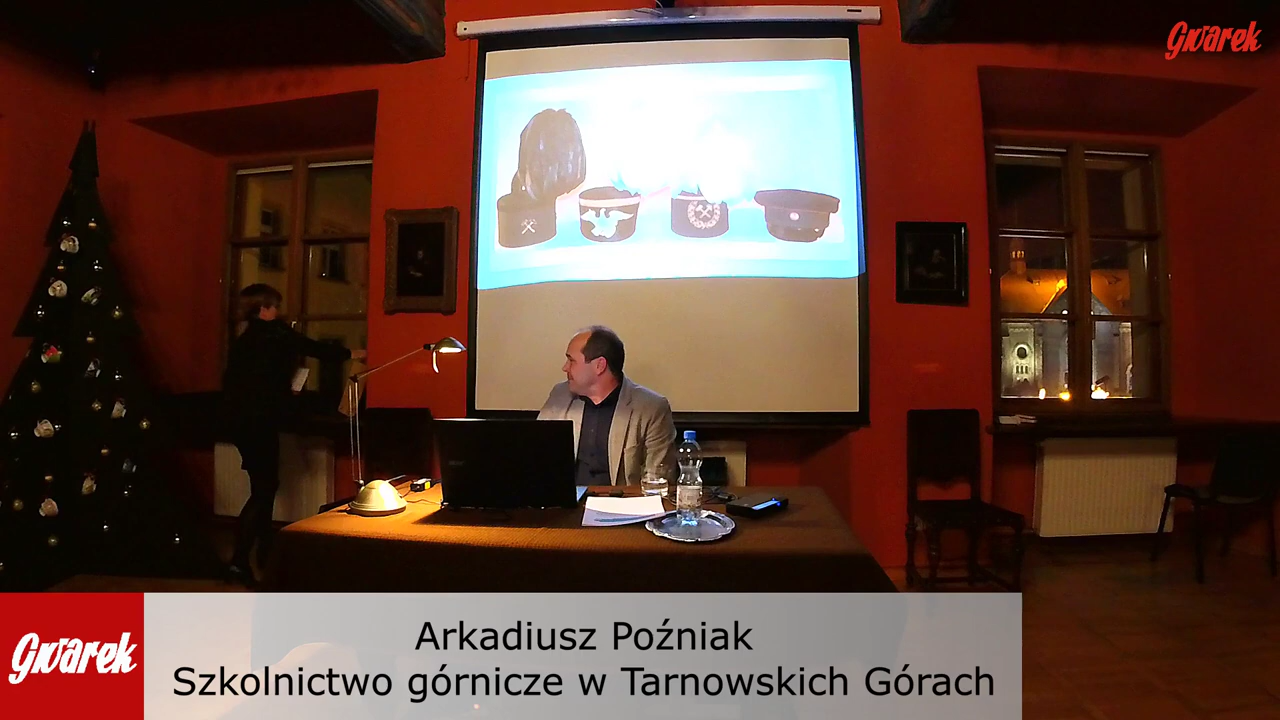 Gwarek
Gwarek
Arkadiusz Poźniak
Szkolnictwo górnicze w Tarnowskich Górach